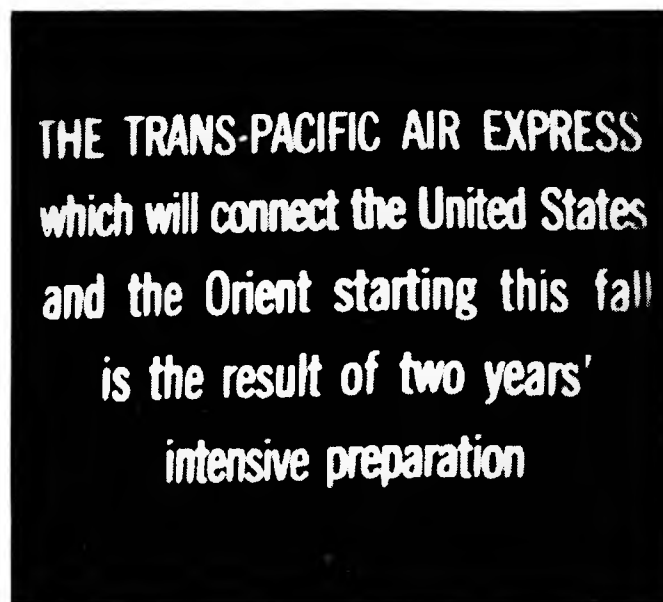 THE TRANS-PACIFIC AIR EXPRESS
which will connect the United States
and the Orient starting this fall
is the result of two years'
intensive preparation